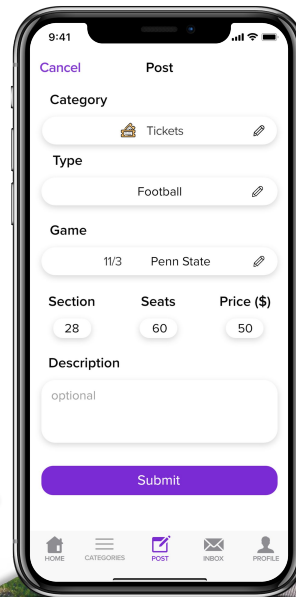 9:41
Cancel Post
Category
Tickets
Type
Football
Game
11/3 Penn State
Section Seats Price ($)
28 60 50
Description
optional
Submit
HOME CATEGORIES POST INBOX PROFILE